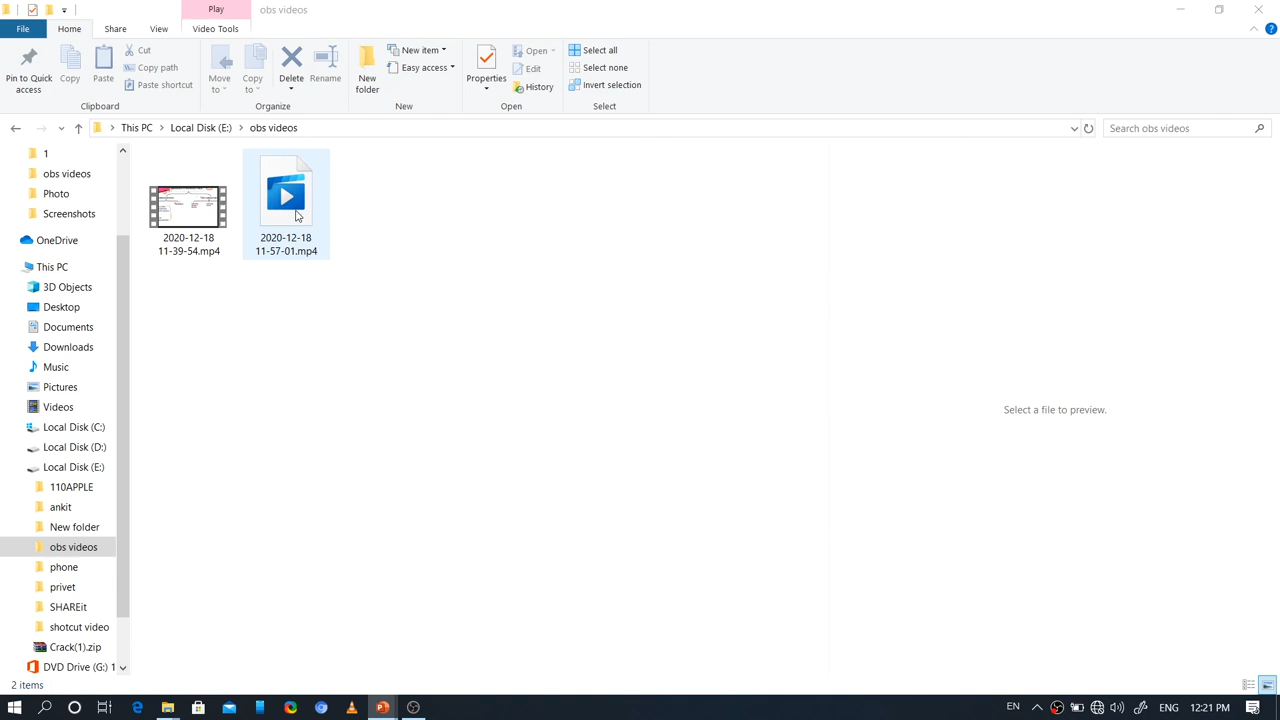 Play
obs videos
File
Home
Share
View
Video Tools
Pin to Quick
access
Copy
Paste
Cut
Copy path
Paste shortcut
Clipboard
Move
to
Copy
to
Delete
Rename
Organize
New
folder
New item
Easy access
New
Properties
Open
Edit
History
Open
Select all
Select none
Invert selection
Select
This PC
Local Disk (E:)
obs videos
Search obs videos
1
obs videos
Photo
Screenshots
OneDrive
This PC
3D Objects
Desktop
Documents
Downloads
Music
Pictures
Videos
Local Disk (C:)
Local Disk (D:)
Local Disk (E:)
110APPLE
ankit
New folder
obs videos
phone
privet
SHAREit
shotcut video
Crack(1).zip
DVD Drive (G:) 1
2020-12-18
11-39-54.mp4
2020-12-18
11-57-01.mp4
Select a file to preview.
2 items
EN
ENG
12:21 PM